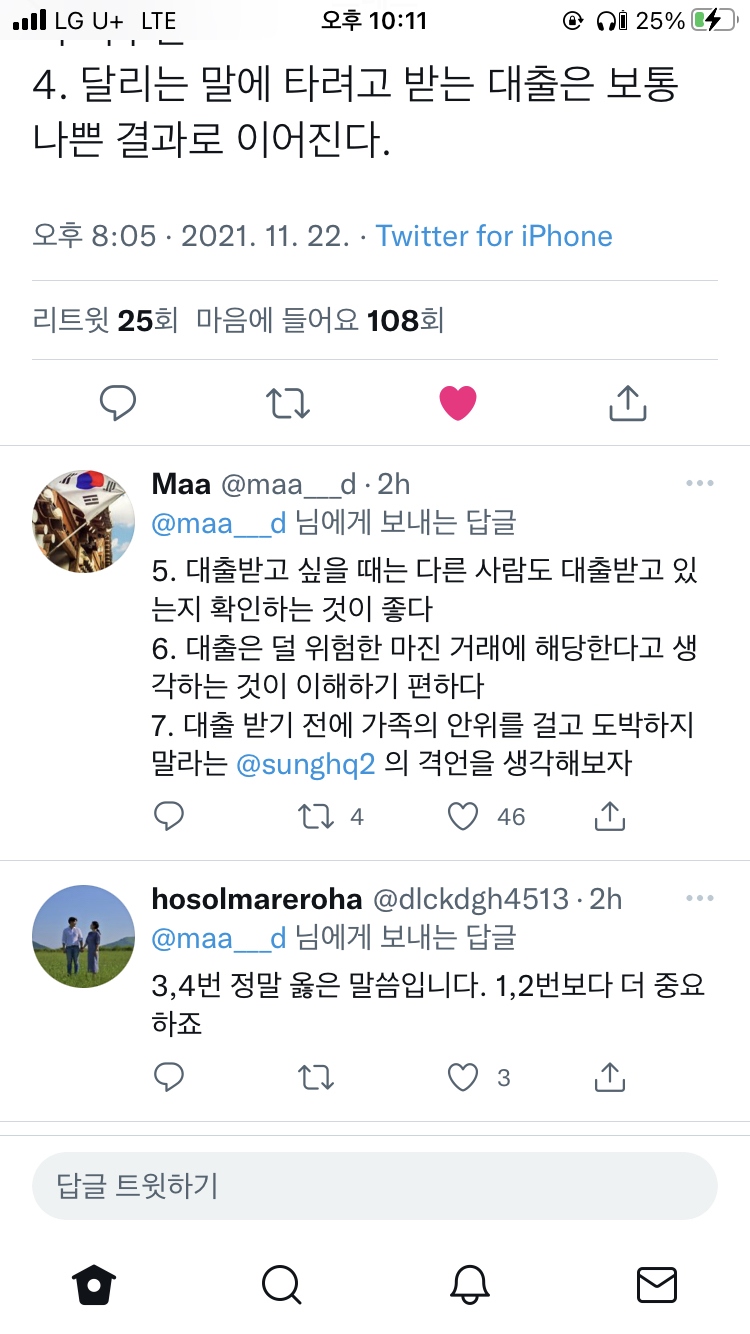 LG U+ LTE 오후 10:11 25%
4. 달리는 말에 타려고 받는 대출은 보통
나쁜 결과로 이어진다.
오후 8:05 · 2021. 11. 22. · Twitter for iPhone
리트윗 25회 마음에 들어요 108회
Maa @maa___d · 2h
@maa___d 님에게 보내는 답글
5. 대출받고 싶을 때는 다른 사람도 대출받고 있
는지 확인하는 것이 좋다
6. 대출은 덜 위험한 마진 거래에 해당한다고 생
각하는 것이 이해하기 편하다
7. 대출 받기 전에 가족의 안위를 걸고 도박하지
말라는 @sunghq2 의 격언을 생각해보자
4 46
hosolmareroha @dlckdgh4513 · 2h
@maa___d 님에게 보내는 답글
3,4번 정말 옳은 말씀입니다. 1,2번보다 더 중요
하죠
3
답글 트윗하기